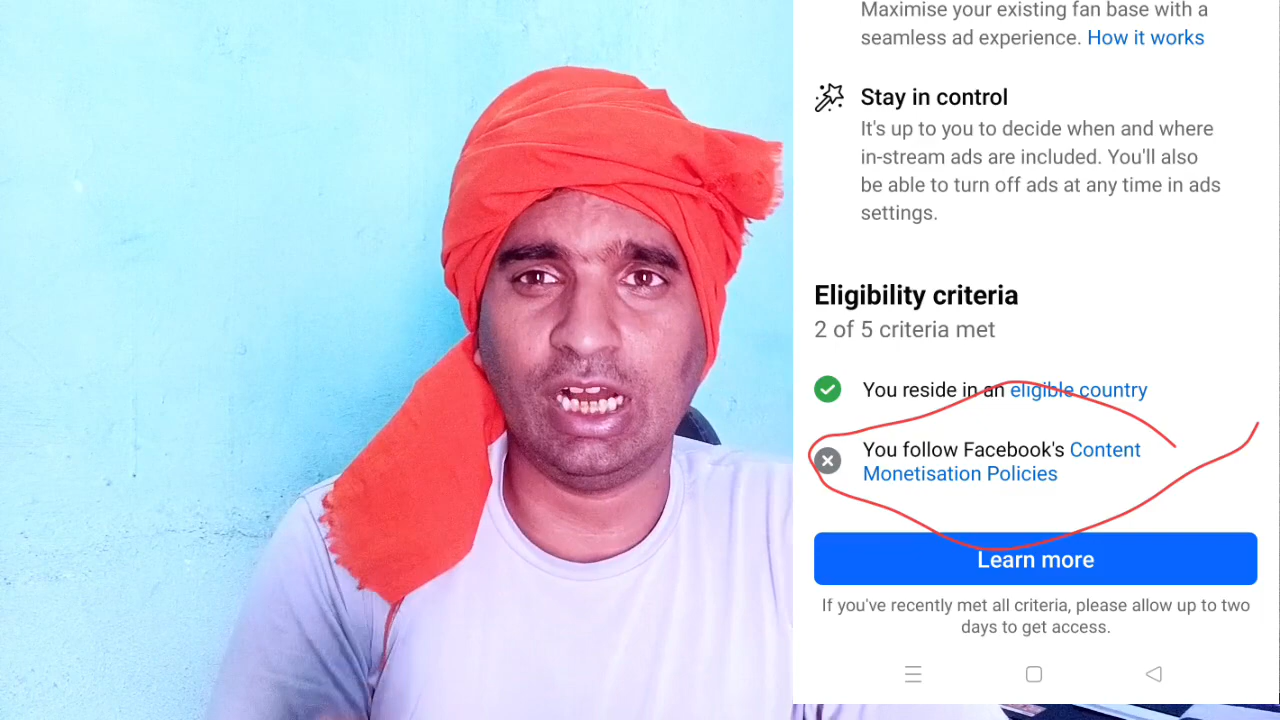 Maximise your existing fan base with a
seamless ad experience. How it works
Stay in control
It's up to you to decide when and where
in-stream ads are included. You'll also
be able to turn off ads at any time in ads
settings.
Eligibility criteria
2 of 5 criteria met
You reside in an eligible country
You follow Facebook's Content
Monetisation Policies
Learn more
If you've recently met all criteria, please allow up to two
days to get access.